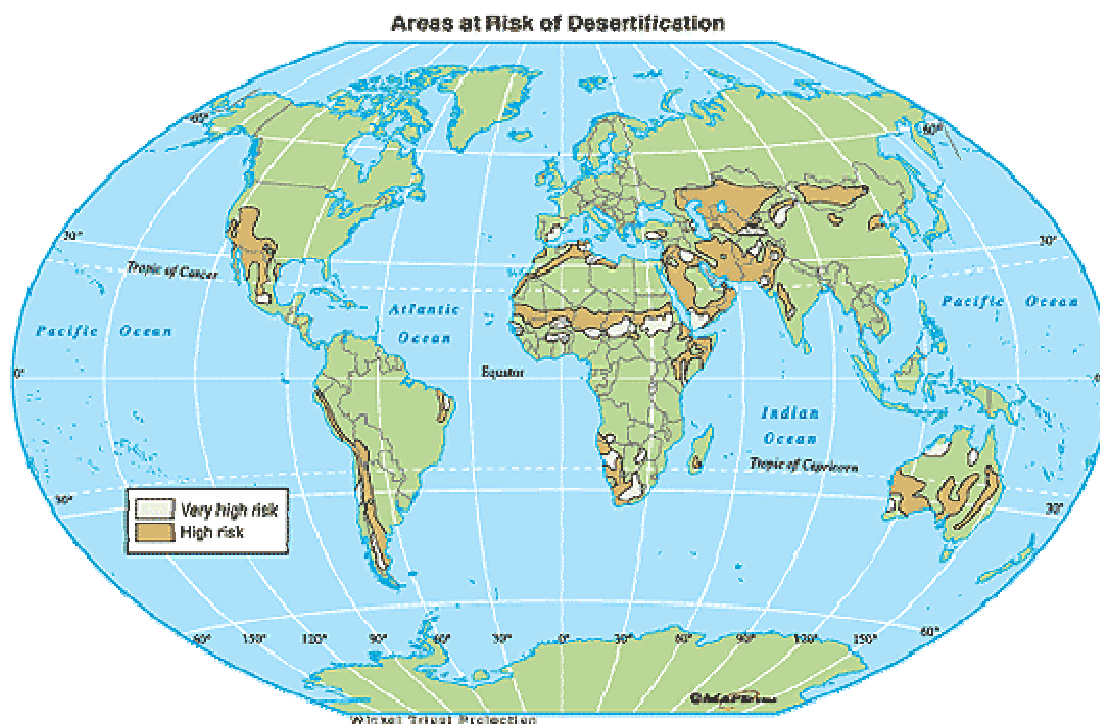 Areas at Risk of Desertification
60°
60°
30°
30°
Tropic of Cancer
Atlantic
Ocean
Pacific Ocean
Pacific Ocean
0°
Equator
Indian
Ocean
Tropic of Capricorn
30°
30°
Very high risk
High risk
60°
150°
120°
90°
30°
0°
30°
60°
90°
120°
150°
60°
Winkel Tripel Projection